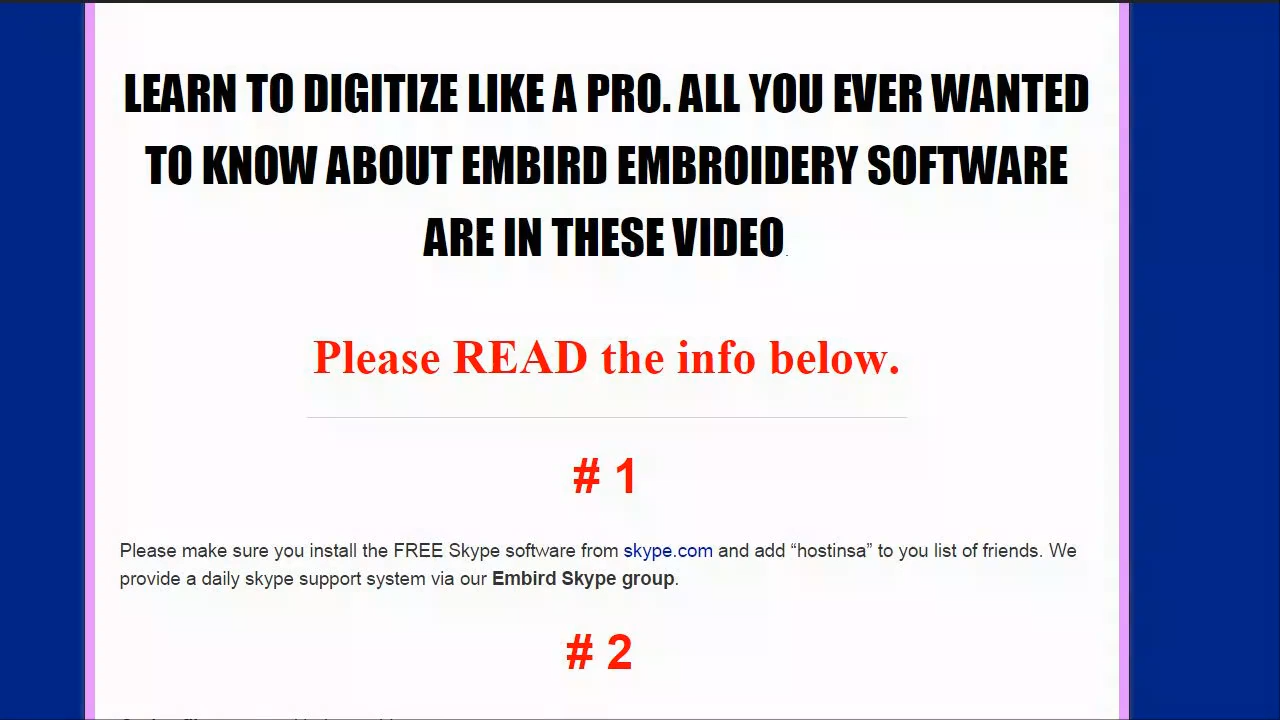 LEARN TO DIGITIZE LIKE A PRO. ALL YOU EVER WANTED
TO KNOW ABOUT EMBIRD EMBROIDERY SOFTWARE
ARE IN THESE VIDEO.
Please READ the info below.
# 1
Please make sure you install the FREE Skype software from skype.com and add “hostinsa” to you list of friends. We
provide a daily skype support system via our Embird Skype group.
# 2